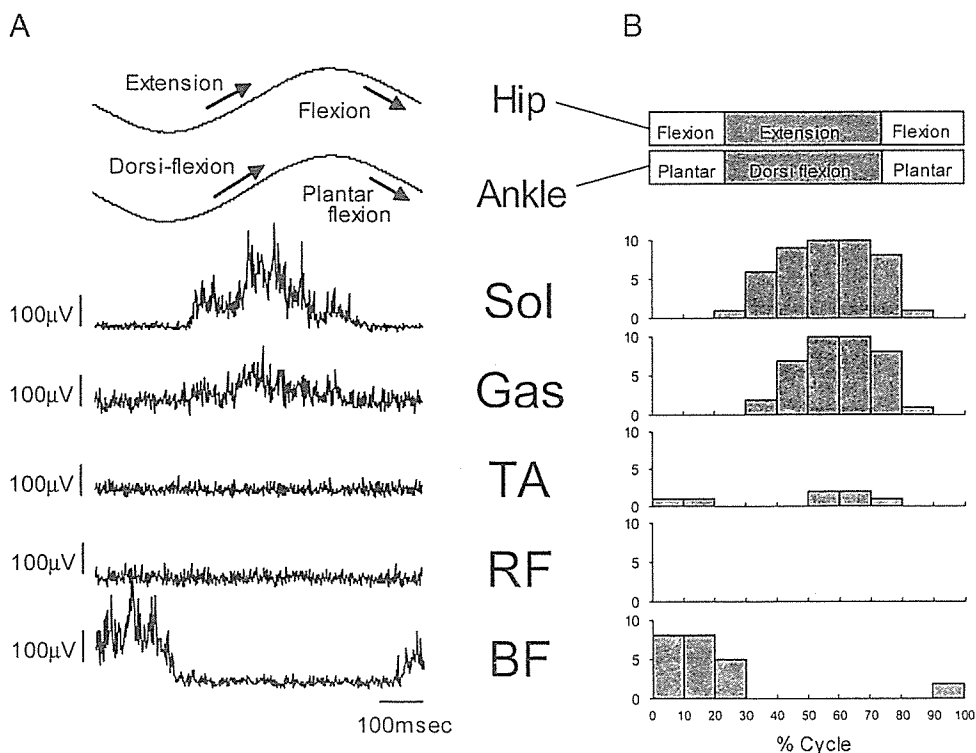 A
B
Extension
Flexion
Hip
Flexion
Extension
Flexion
Dorsi-flexion
Plantar
flexion
Ankle
Plantar
Dorsi flexion
Plantar
100μV
Sol
10
5
0
100μV
Gas
10
5
0
100μV
TA
10
5
0
100μV
RF
10
5
0
100μV
BF
10
5
0
0 10 20 30 40 50 60 70 80 90 100
100msec
% Cycle